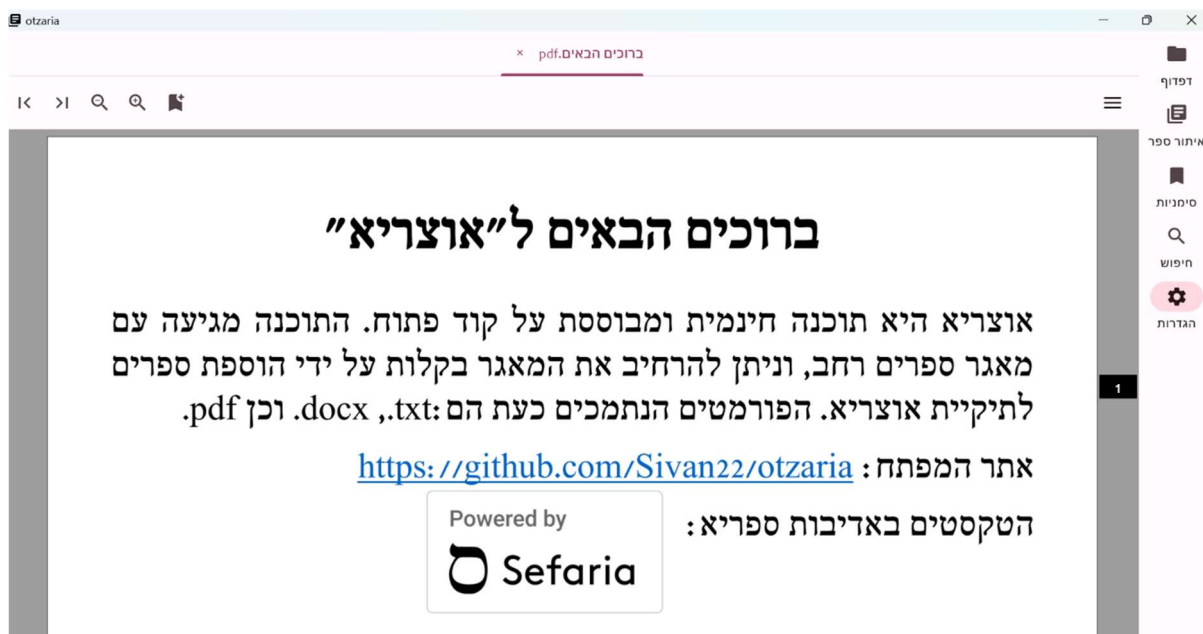 otzaria
ברוכים הבאים.pdf
דפדוף
איתור ספר
סימניות
חיפוש
הגדרות
ברוכים הבאים ל"אוצריא"
אוצריא היא תוכנה חינמית ומבוססת על קוד פתוח. התוכנה מגיעה עם
מאגר ספרים רחב, וניתן להרחיב את המאגר בקלות על ידי הוספת ספרים
לתיקיית אוצריא. הפורמטים הנתמכים כעת הם:txt.‎,‎ docx. וכן pdf.
אתר המפתח: https://github.com/Sivan22/otzaria
הטקסטים באדיבות ספריא:
Powered by
ס Sefaria
1